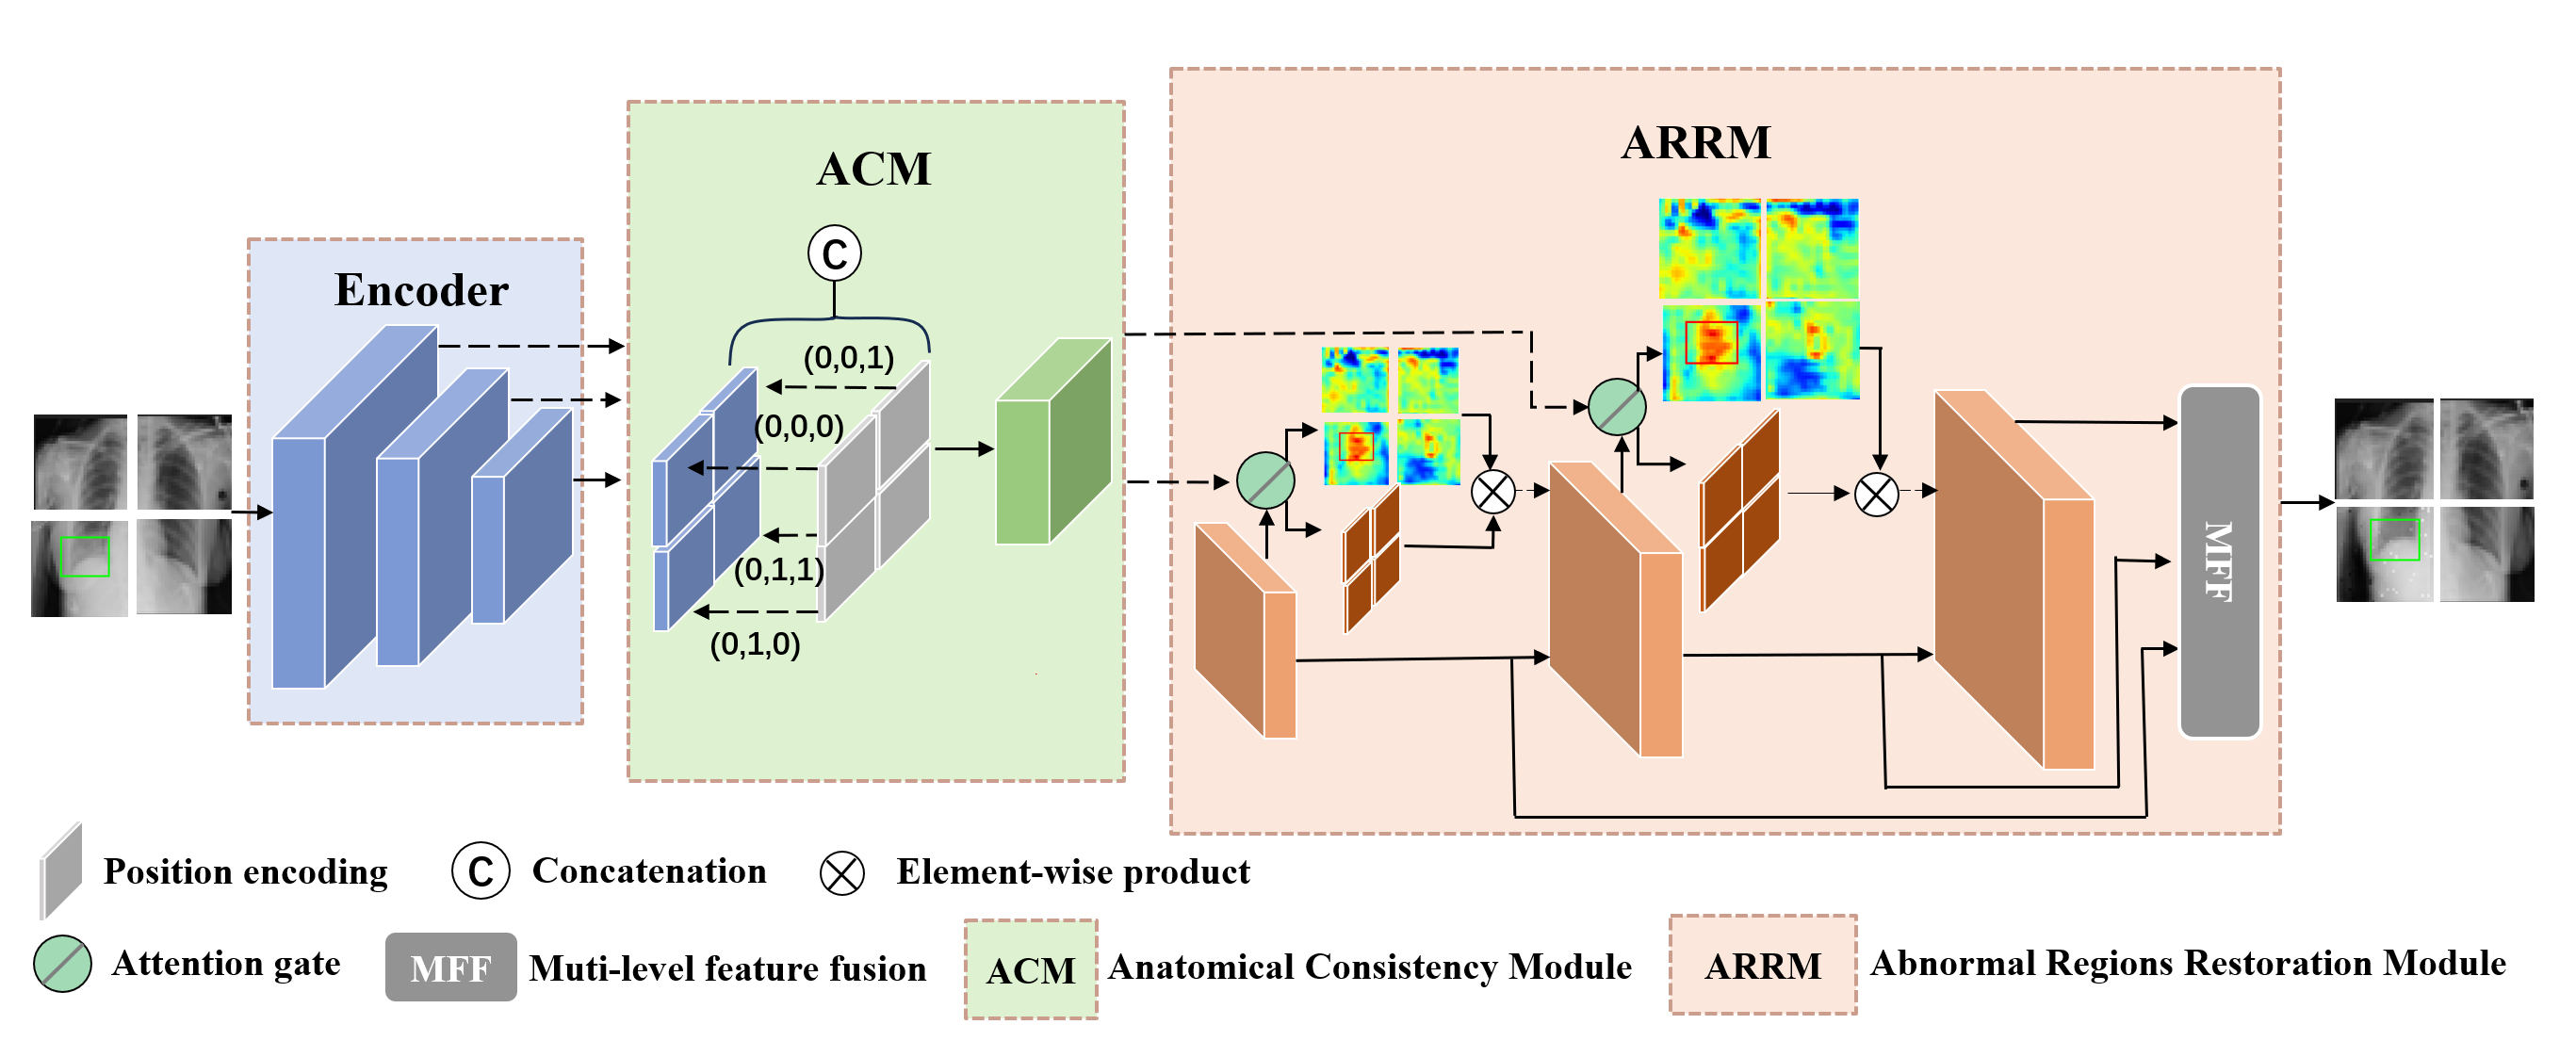 ARRM
ACM
C
Encoder
(0,0,1)
(0,0,0)
(0,1,1)
(0,1,0)
MFF
Position encoding
C
Concatenation
Element-wise product
Attention gate
MFF
Muti-level feature fusion
ACM
Anatomical Consistency Module
ARRM
Abnormal Regions Restoration Module